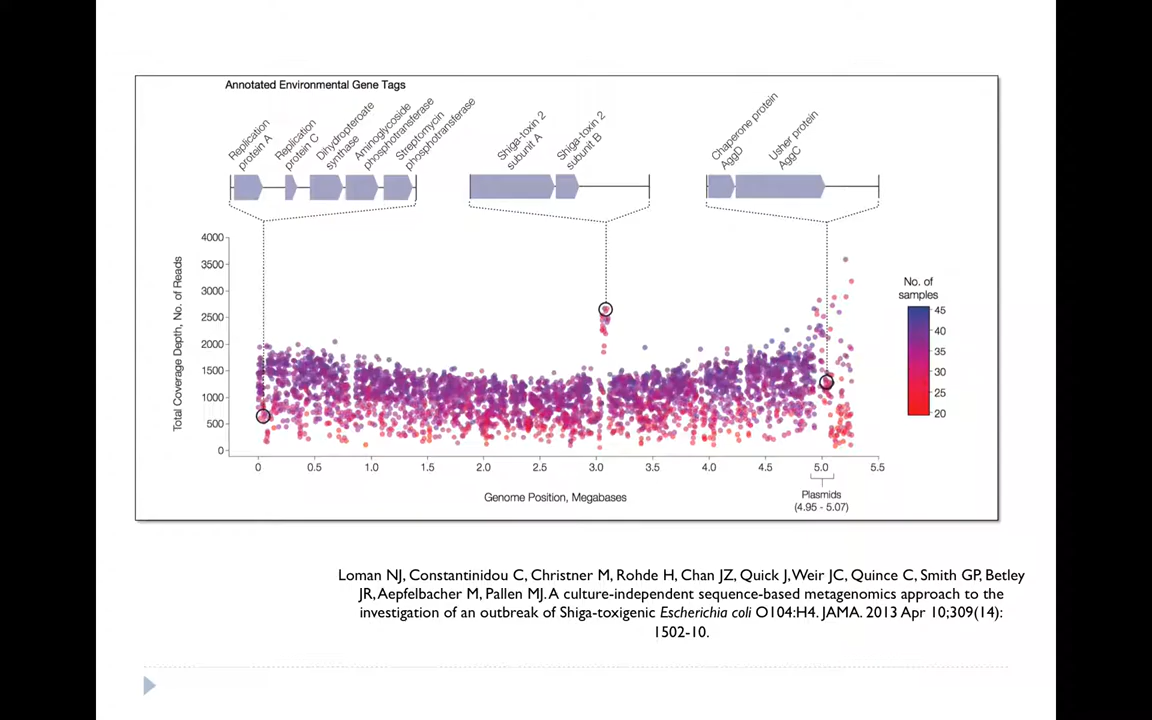 Annotated Environmental Gene Tags
Replication
protein A
Replication
protein C
Dihydropteroate
synthase
Aminoglycoside
phosphotransferase
Streptomycin
phosphotransferase
Shiga-toxin 2
subunit A
Shiga-toxin 2
subunit B
Chaperone protein
AggD
Usher protein
AggC
Total Coverage Depth, No. of Reads
4000
3500
3000
2500
2000
1500
1000
500
0
0 0.5 1.0 1.5 2.0 2.5 3.0 3.5 4.0 4.5 5.0 5.5
Genome Position, Megabases
Plasmids
(4.95 - 5.07)
No. of
samples
45
40
35
30
25
20
Loman NJ, Constantinidou C, Christner M, Rohde H, Chan JZ, Quick J, Weir JC, Quince C, Smith GP, Betley
JR, Aepfelbacher M, Pallen MJ. A culture-independent sequence-based metagenomics approach to the
investigation of an outbreak of Shiga-toxigenic Escherichia coli O104:H4. JAMA. 2013 Apr 10;309(14):
1502-10.